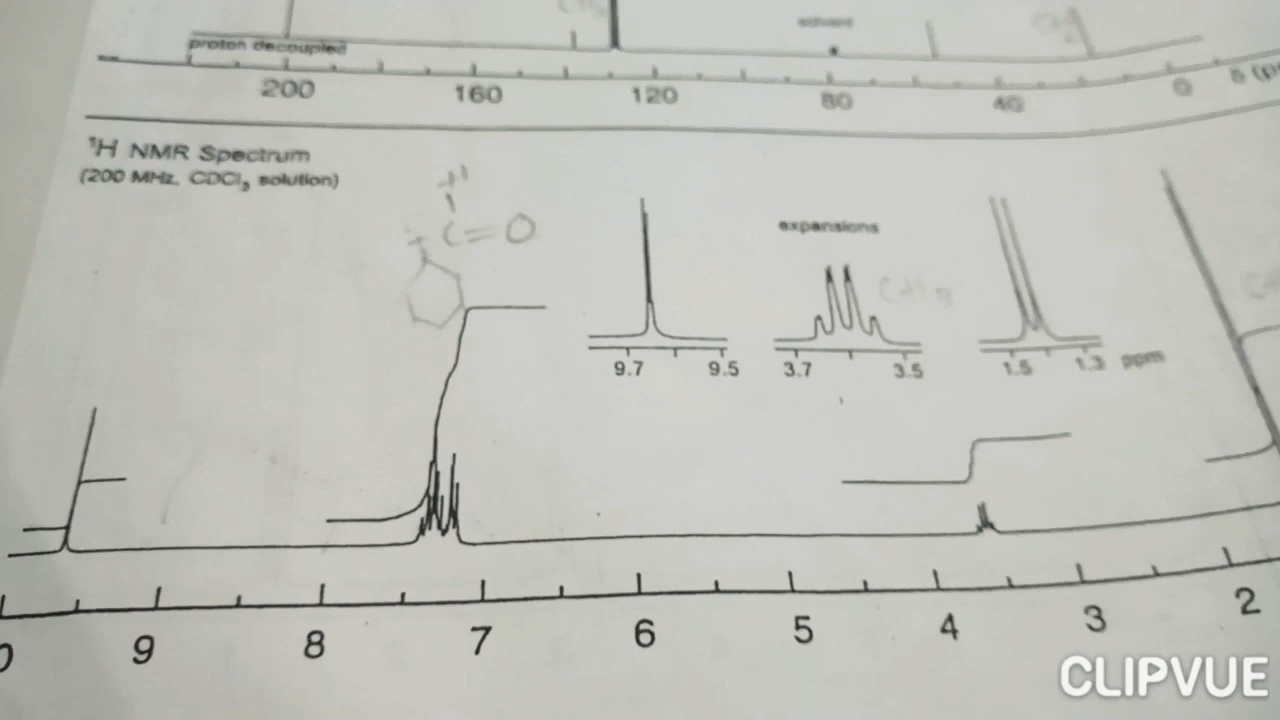 solvent
proton decoupled
200 160 120 80 40 0 δ
¹H NMR Spectrum
(200 MHz, CDCl₃ solution)
H
C=O
expansions
9.7 9.5 3.7 3.5 1.5 1.3 ppm
9 8 7 6 5 4 3 2
CLIPVUE